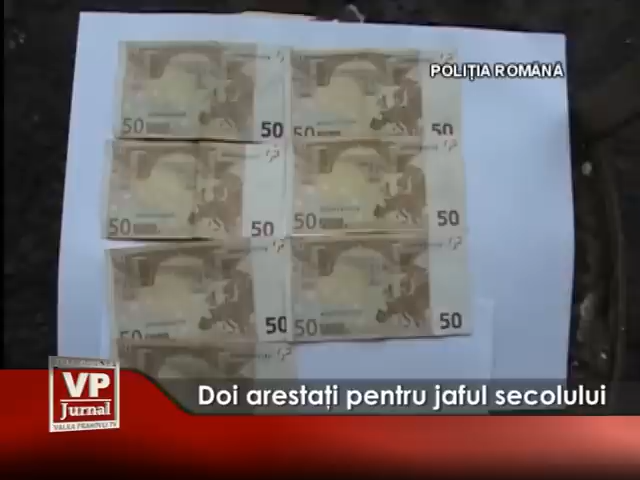 POLIȚIA ROMÂNĂ
50 50
50 50
50 50
50 50
50 50
50 50
VP
Jurnal
VALEA PRAHOVEI TV
Doi arestați pentru jaful secolului